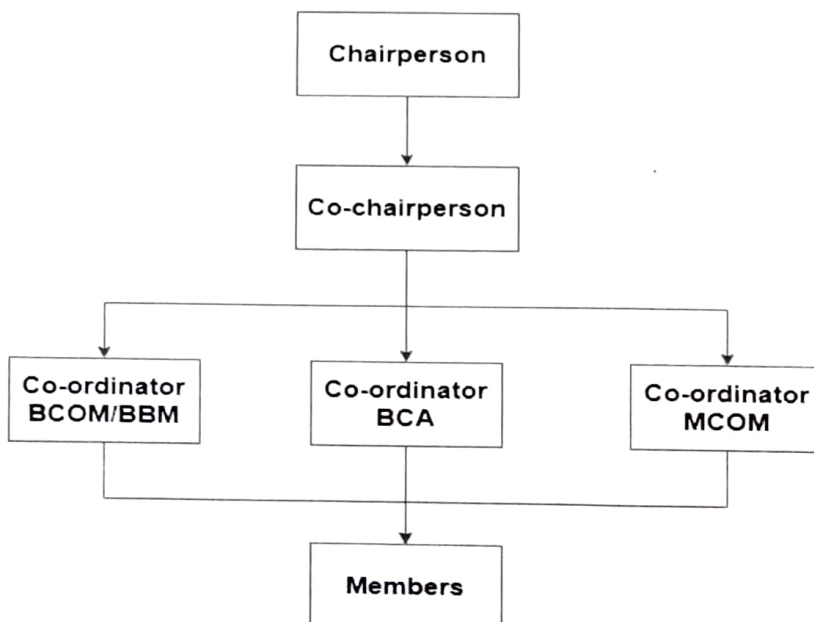 Chairperson
Co-chairperson
Co-ordinator
BCOM/BBM
Co-ordinator
BCA
Co-ordinator
MCOM
Members